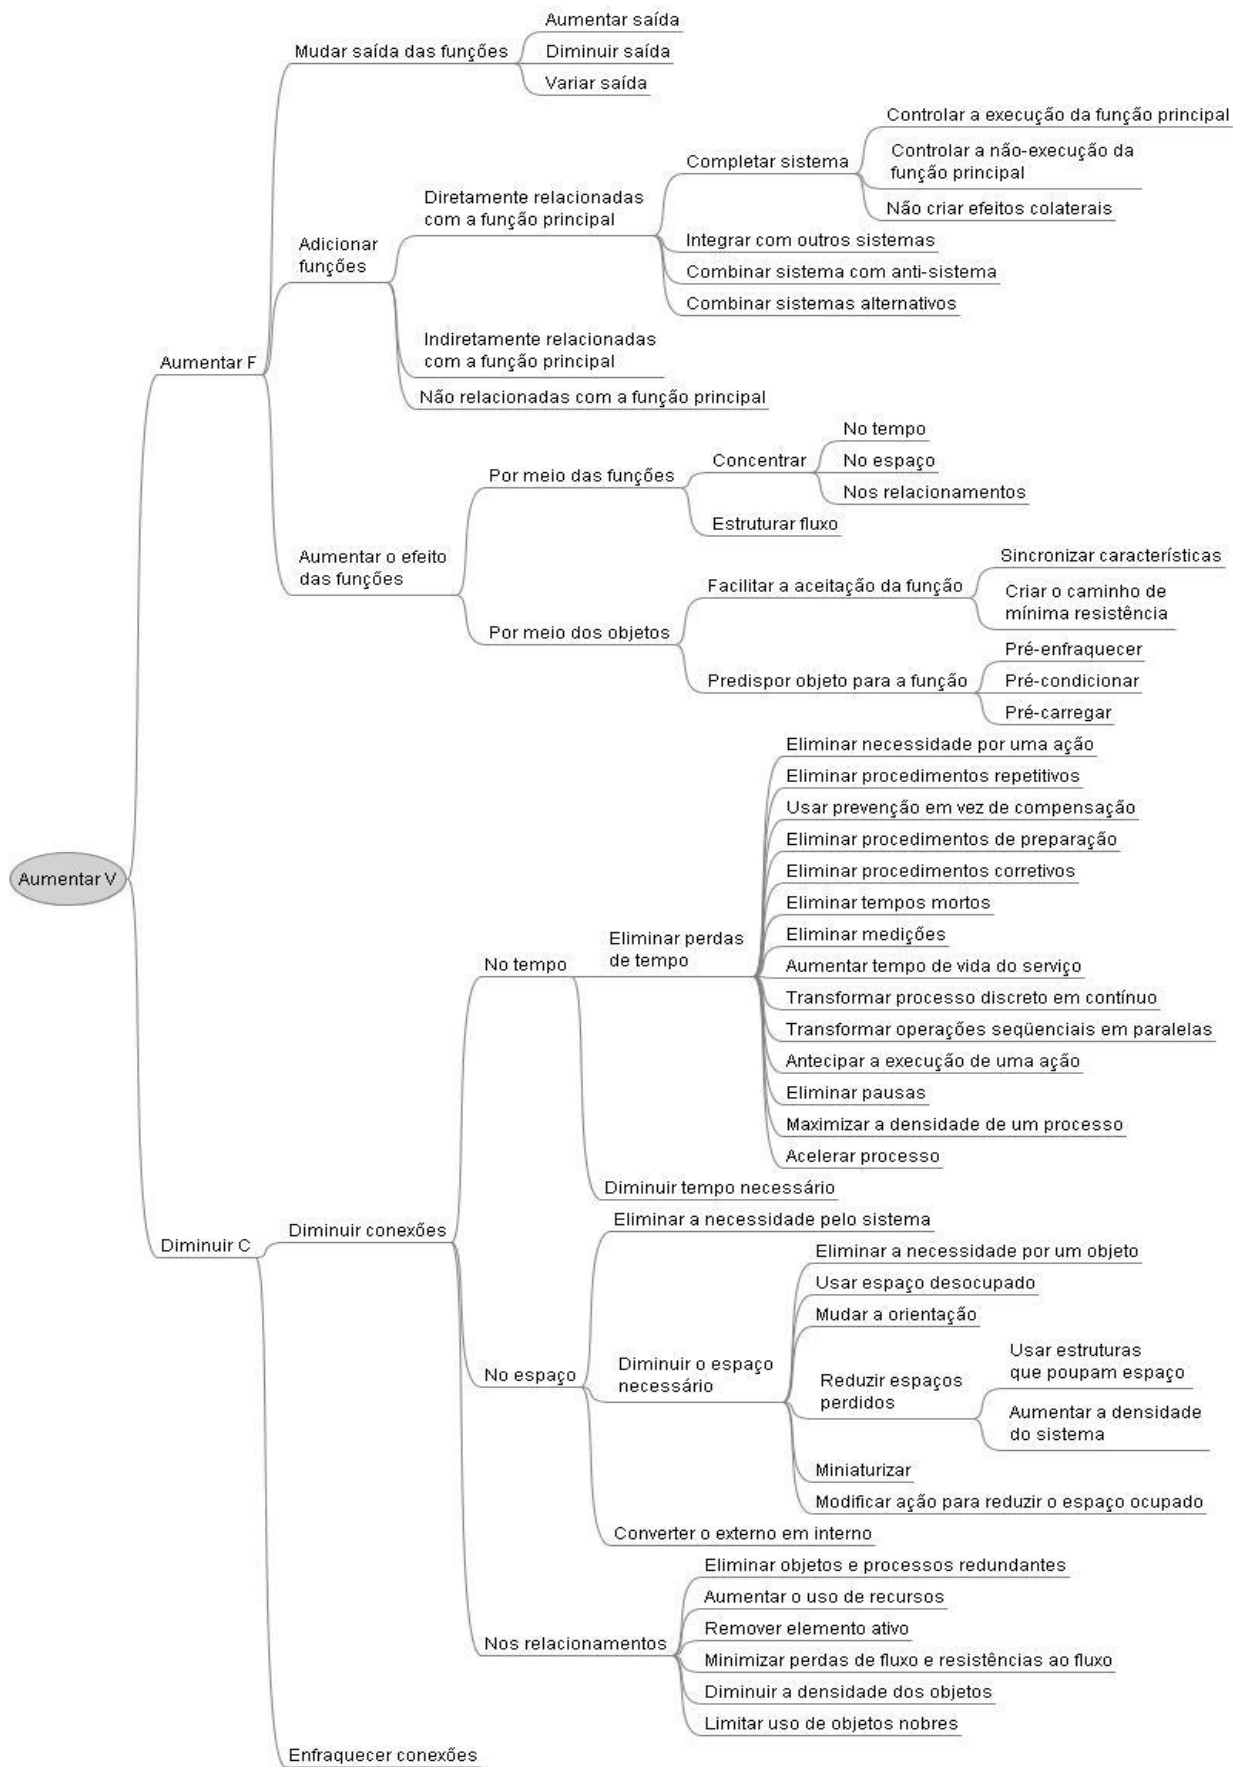 Aumentar V
Aumentar F
Mudar saída das funções
Aumentar saída
Diminuir saída
Variar saída
Adicionar
funções
Diretamente relacionadas
com a função principal
Completar sistema
Controlar a execução da função principal
Controlar a não-execução da
função principal
Não criar efeitos colaterais
Integrar com outros sistemas
Combinar sistema com anti-sistema
Combinar sistemas alternativos
Indiretamente relacionadas
com a função principal
Não relacionadas com a função principal
Aumentar o efeito
das funções
Por meio das funções
Concentrar
No tempo
No espaço
Nos relacionamentos
Estruturar fluxo
Por meio dos objetos
Facilitar a aceitação da função
Sincronizar características
Criar o caminho de
mínima resistência
Predispor objeto para a função
Pré-enfraquecer
Pré-condicionar
Pré-carregar
Diminuir C
Diminuir conexões
No tempo
Eliminar perdas
de tempo
Eliminar necessidade por uma ação
Eliminar procedimentos repetitivos
Usar prevenção em vez de compensação
Eliminar procedimentos de preparação
Eliminar procedimentos corretivos
Eliminar tempos mortos
Eliminar medições
Aumentar tempo de vida do serviço
Transformar processo discreto em contínuo
Transformar operações seqüenciais em paralelas
Antecipar a execução de uma ação
Eliminar pausas
Maximizar a densidade de um processo
Acelerar processo
Diminuir tempo necessário
No espaço
Eliminar a necessidade pelo sistema
Diminuir o espaço
necessário
Eliminar a necessidade por um objeto
Usar espaço desocupado
Mudar a orientação
Reduzir espaços
perdidos
Usar estruturas
que poupam espaço
Aumentar a densidade
do sistema
Miniaturizar
Modificar ação para reduzir o espaço ocupado
Converter o externo em interno
Nos relacionamentos
Eliminar objetos e processos redundantes
Aumentar o uso de recursos
Remover elemento ativo
Minimizar perdas de fluxo e resistências ao fluxo
Diminuir a densidade dos objetos
Limitar uso de objetos nobres
Enfraquecer conexões